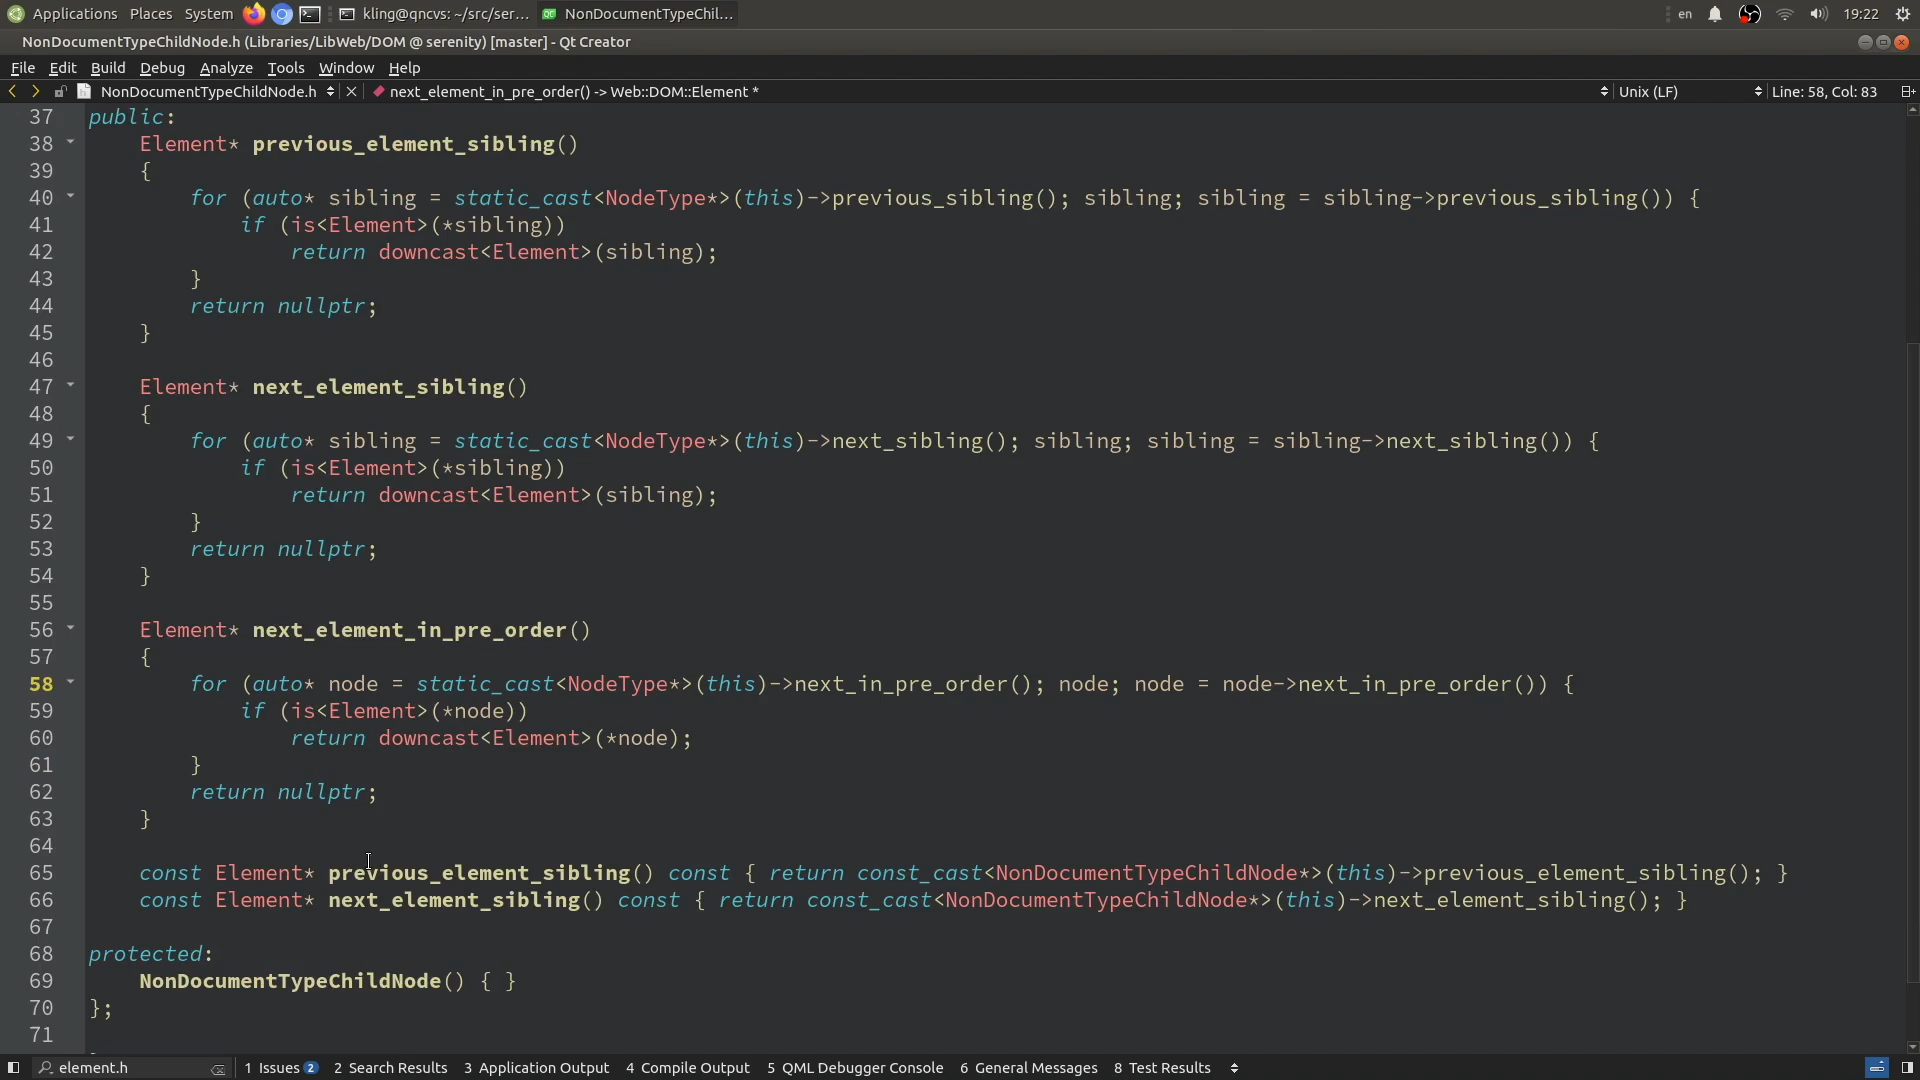 Applications Places System kling@qncvs: ~/src/ser... NonDocumentTypeChil... en 19:22
NonDocumentTypeChildNode.h (Libraries/LibWeb/DOM @ serenity) [master] - Qt Creator
File Edit Build Debug Analyze Tools Window Help
NonDocumentTypeChildNode.h next_element_in_pre_order() -> Web::DOM::Element * Unix (LF) Line: 58, Col: 83
37 public:
38 Element* previous_element_sibling()
39 {
40 for (auto* sibling = static_cast<NodeType*>(this)->previous_sibling(); sibling; sibling = sibling->previous_sibling()) {
41 if (is<Element>(*sibling))
42 return downcast<Element>(sibling);
43 }
44 return nullptr;
45 }
46
47 Element* next_element_sibling()
48 {
49 for (auto* sibling = static_cast<NodeType*>(this)->next_sibling(); sibling; sibling = sibling->next_sibling()) {
50 if (is<Element>(*sibling))
51 return downcast<Element>(sibling);
52 }
53 return nullptr;
54 }
55
56 Element* next_element_in_pre_order()
57 {
58 for (auto* node = static_cast<NodeType*>(this)->next_in_pre_order(); node; node = node->next_in_pre_order()) {
59 if (is<Element>(*node))
60 return downcast<Element>(*node);
61 }
62 return nullptr;
63 }
64
65 const Element* previous_element_sibling() const { return const_cast<NonDocumentTypeChildNode*>(this)->previous_element_sibling(); }
66 const Element* next_element_sibling() const { return const_cast<NonDocumentTypeChildNode*>(this)->next_element_sibling(); }
67
68 protected:
69 NonDocumentTypeChildNode() { }
70 };
71
element.h 1 Issues 2 2 Search Results 3 Application Output 4 Compile Output 5 QML Debugger Console 6 General Messages 8 Test Results